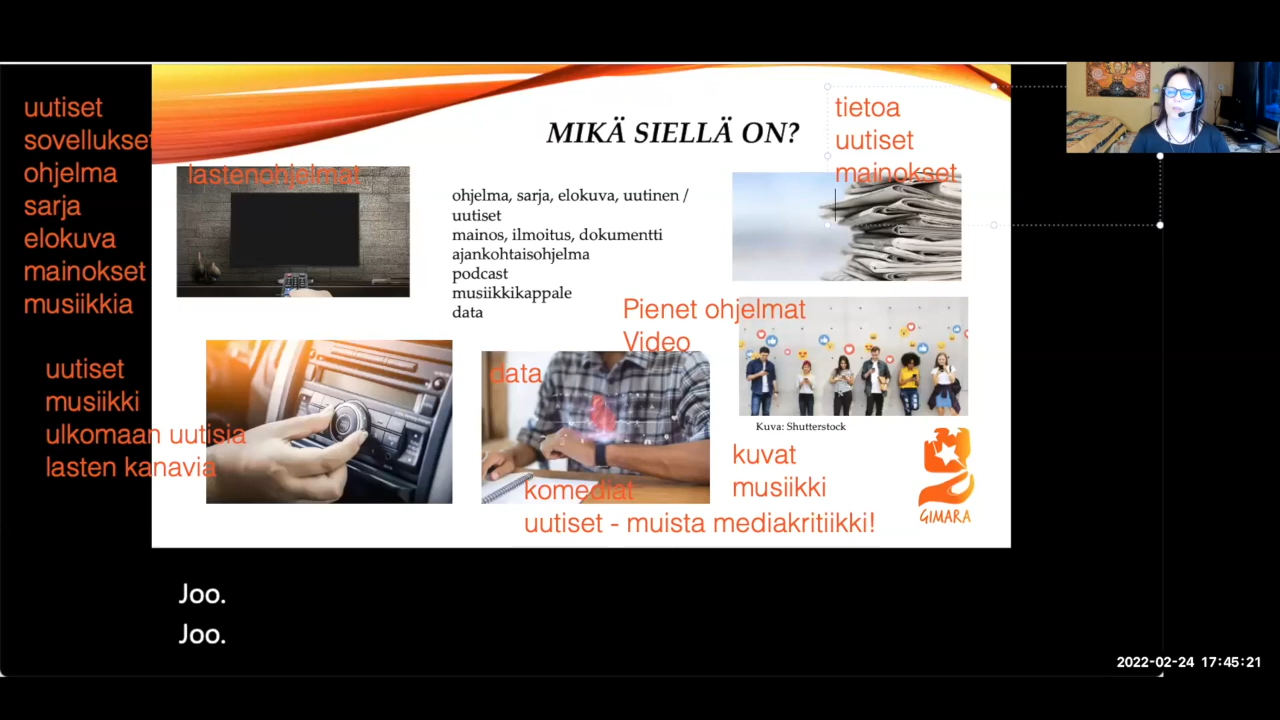 uutiset
sovellukset
ohjelma
sarja
elokuva
mainokset
musiikkia
uutiset
musiikki
ulkomaan uutisia
lasten kanavia
lastenohjelmat
MIKÄ SIELLÄ ON?
ohjelma, sarja, elokuva, uutinen /
uutiset
mainos, ilmoitus, dokumentti
ajankohtaisohjelma
podcast
musiikkikappale
data
tietoa
uutiset
mainokset
Pienet ohjelmat
Video
data
Kuva: Shutterstock
kuvat
musiikki
komediat
uutiset - muista mediakritiikki!
GIMARA
Joo.
Joo.
2022-02-24 17:45:21